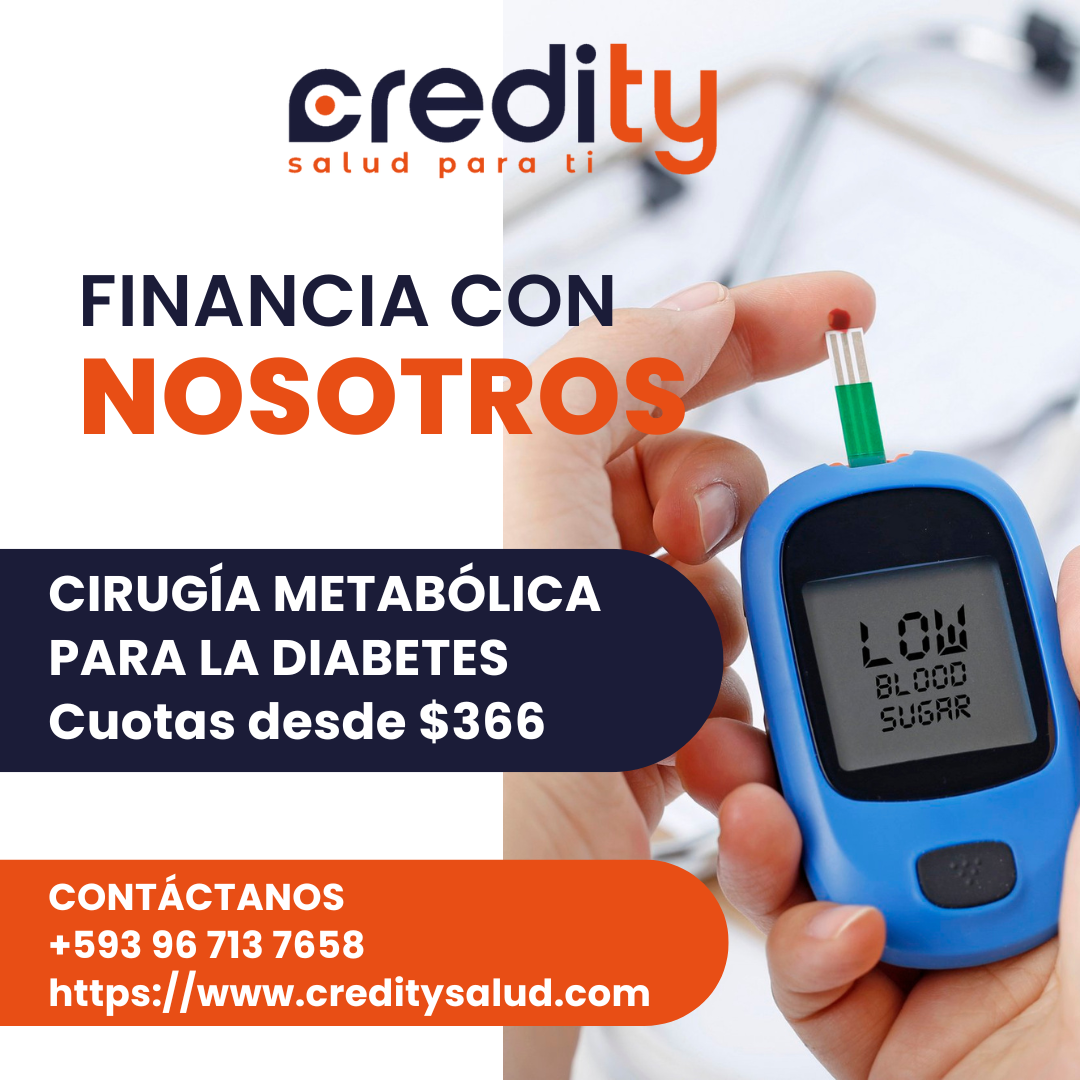 credity
salud para ti
FINANCIA CON
NOSOTROS
CIRUGÍA METABÓLICA
PARA LA DIABETES
Cuotas desde $366
LOW
BLOOD
SUGAR
CONTÁCTANOS
+593 96 713 7658
https://www.creditysalud.com